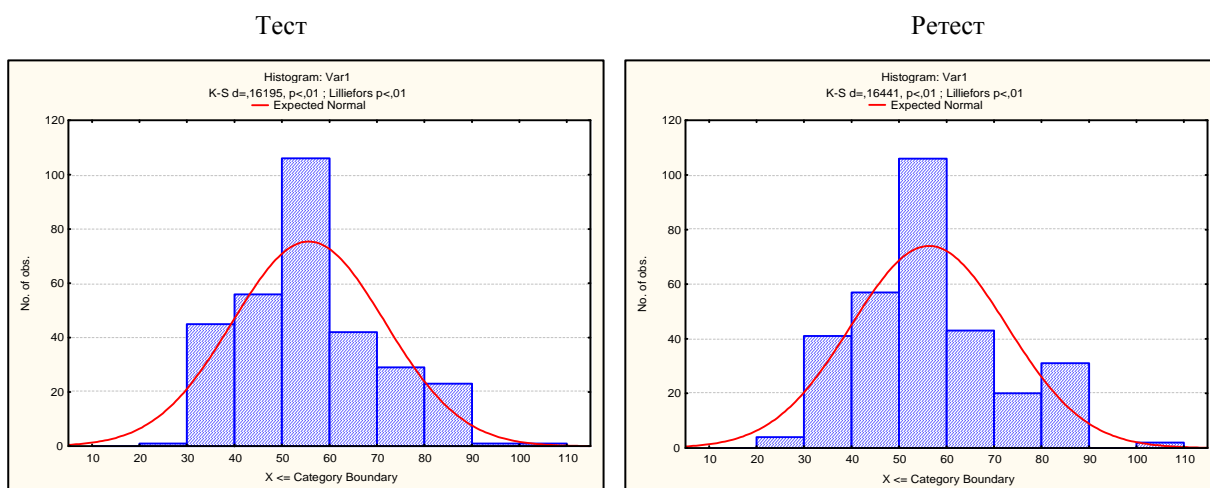 Тест
Histogram: Var1
K-S d=,16195, p<,01 ; Lilliefors p<,01
Expected Normal
No. of obs.
120
100
80
60
40
20
0
10 20 30 40 50 60 70 80 90 100 110
X <= Category Boundary
Ретест
Histogram: Var1
K-S d=,16441, p<,01 ; Lilliefors p<,01
Expected Normal
No. of obs.
120
100
80
60
40
20
0
10 20 30 40 50 60 70 80 90 100 110
X <= Category Boundary